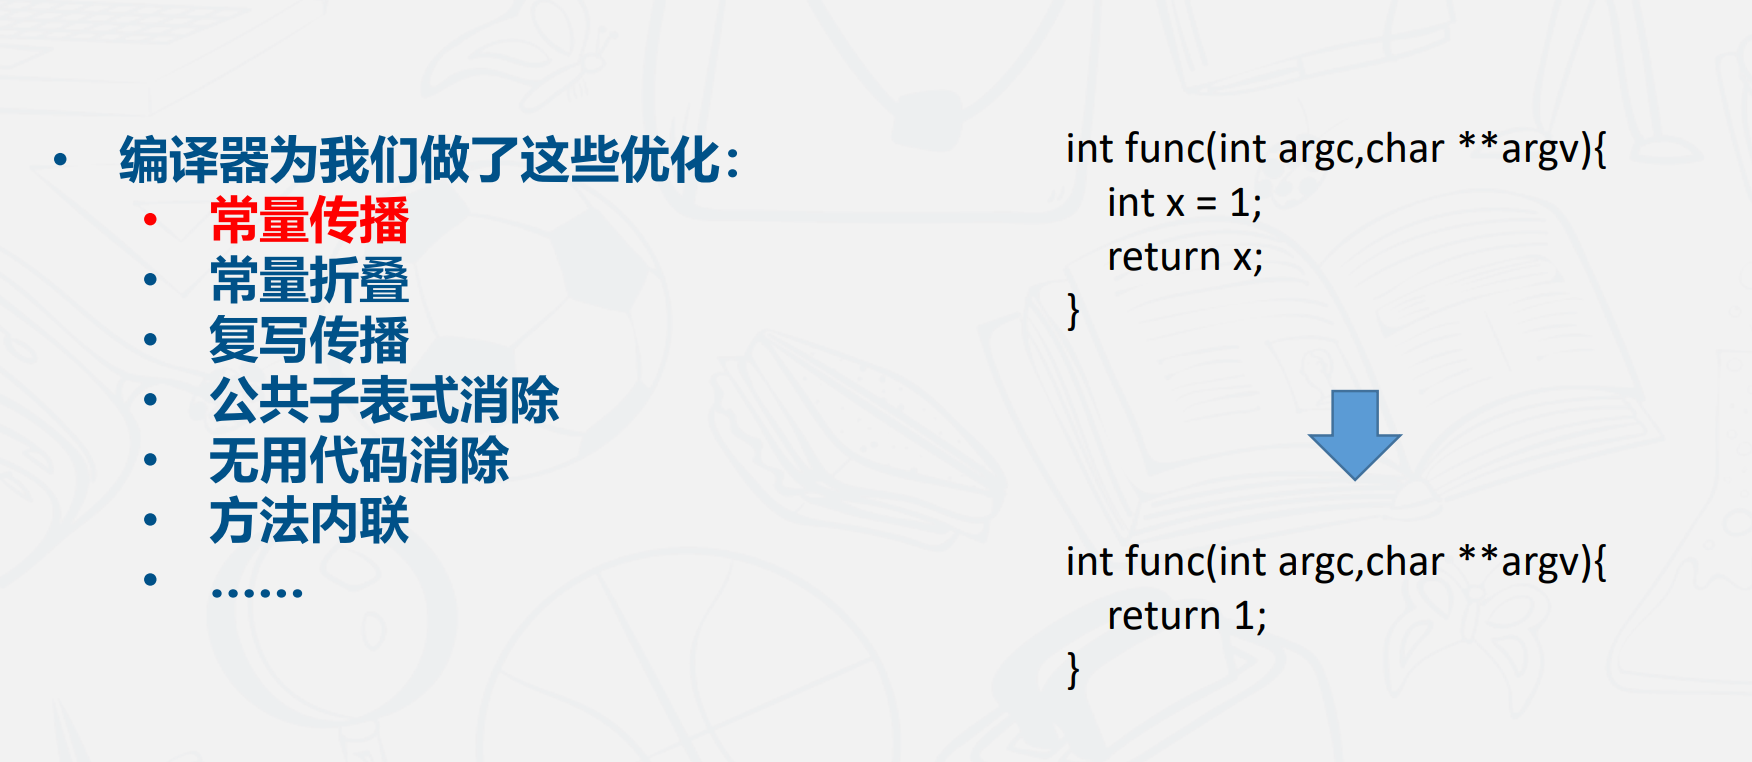 • 编译器为我们做了这些优化：
• 常量传播
• 常量折叠
• 复写传播
• 公共子表式消除
• 无用代码消除
• 方法内联
• ......
int func(int argc,char **argv){
int x = 1;
return x;
}
int func(int argc,char **argv){
return 1;
}